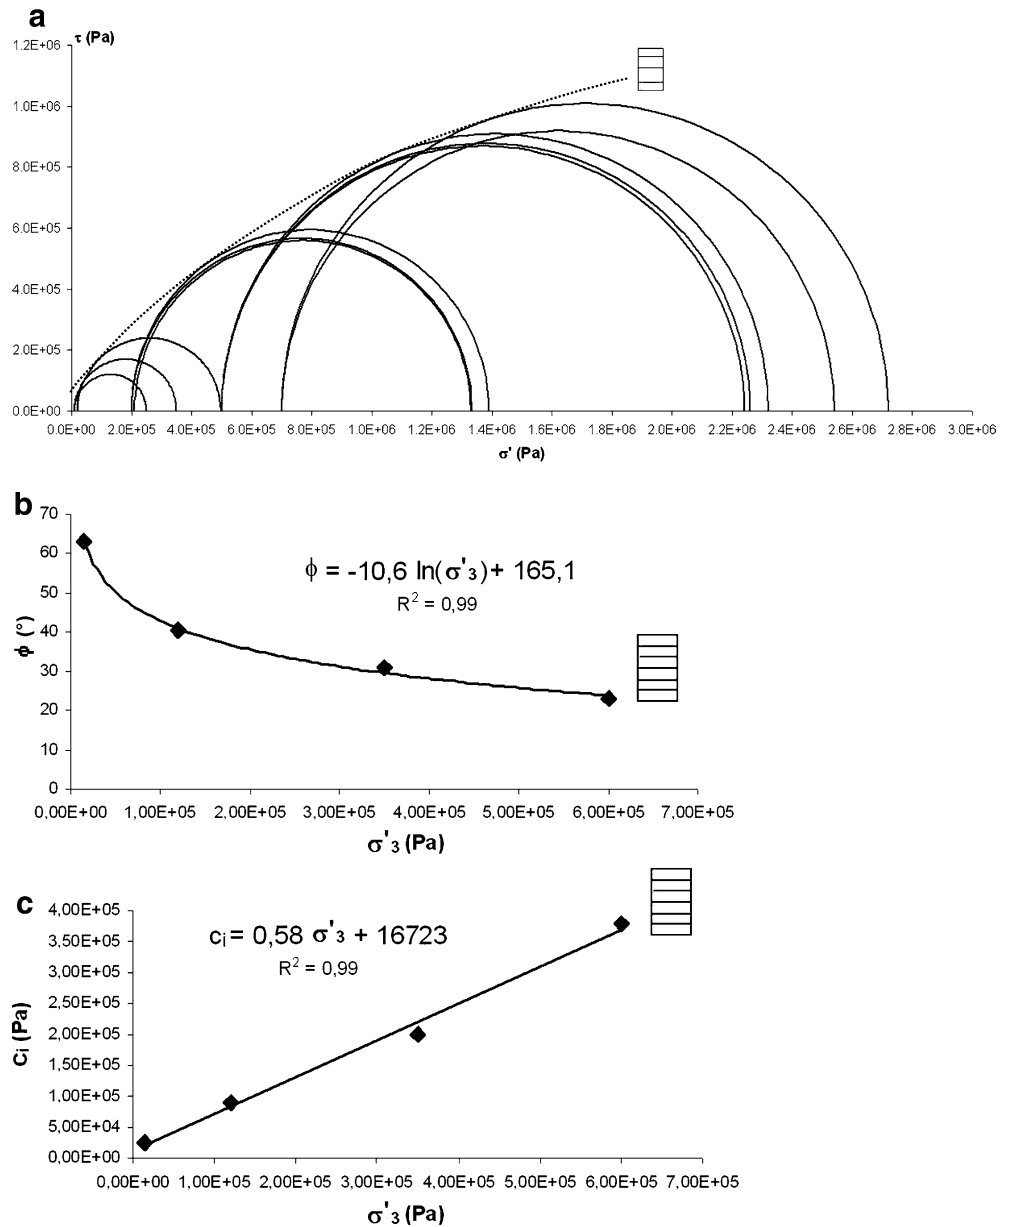 a
τ (Pa)
1.2E+06
1.0E+06
8.0E+05
6.0E+05
4.0E+05
2.0E+05
0.0E+00
0.0E+00 2.0E+05 4.0E+05 6.0E+05 8.0E+05 1.0E+06 1.2E+06 1.4E+06 1.6E+06 1.8E+06 2.0E+06 2.2E+06 2.4E+06 2.6E+06 2.8E+06 3.0E+06
σ' (Pa)
b
70
60
50
40
30
20
10
0
ϕ (°)
ϕ = -10,6 ln(σ'₃) + 165,1
R² = 0,99
0,00E+00 1,00E+05 2,00E+05 3,00E+05 4,00E+05 5,00E+05 6,00E+05 7,00E+05
σ'₃ (Pa)
c
4,00E+05
3,50E+05
3,00E+05
2,50E+05
2,00E+05
1,50E+05
1,00E+05
5,00E+04
0,00E+00
Cᵢ (Pa)
cᵢ = 0,58 σ'₃ + 16723
R² = 0,99
0,00E+00 1,00E+05 2,00E+05 3,00E+05 4,00E+05 5,00E+05 6,00E+05 7,00E+05
σ'₃ (Pa)